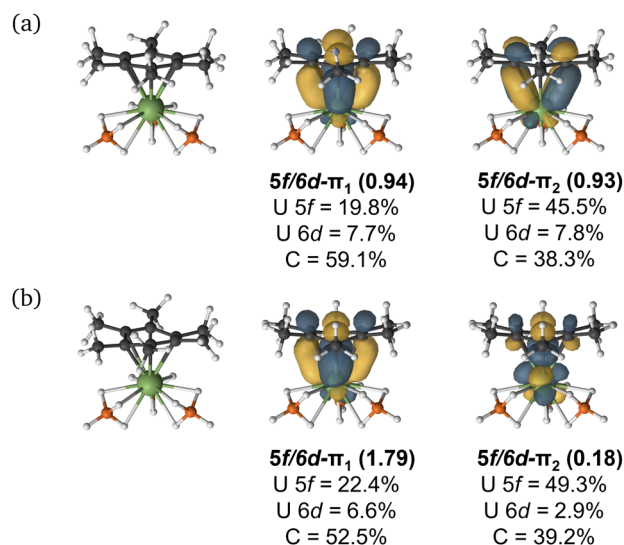 (a)
5f/6d-π₁ (0.94)
U 5f = 19.8%
U 6d = 7.7%
C = 59.1%
5f/6d-π₂ (0.93)
U 5f = 45.5%
U 6d = 7.8%
C = 38.3%
(b)
5f/6d-π₁ (1.79)
U 5f = 22.4%
U 6d = 6.6%
C = 52.5%
5f/6d-π₂ (0.18)
U 5f = 49.3%
U 6d = 2.9%
C = 39.2%